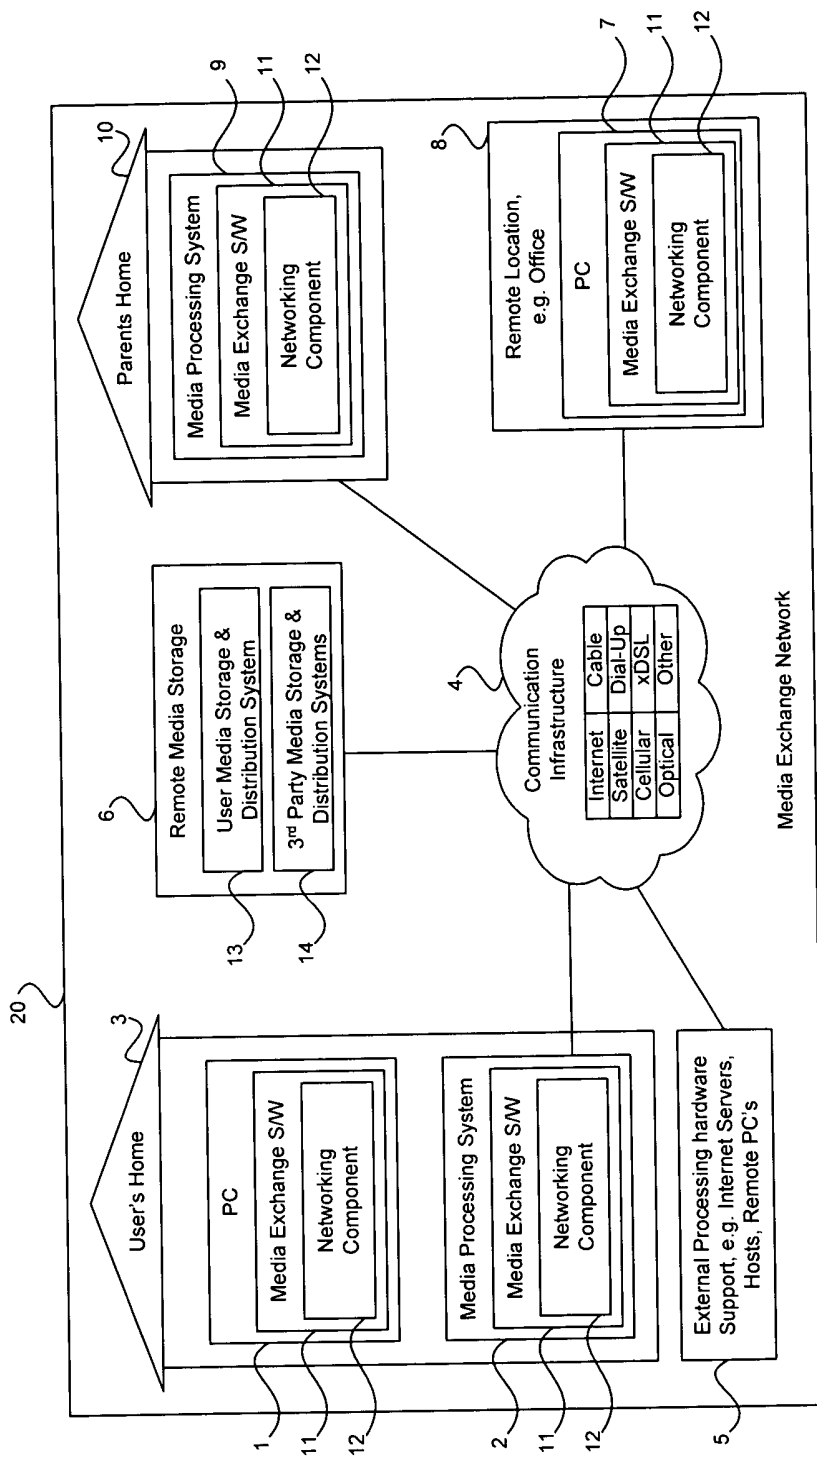 20
User's Home
3
PC
Media Exchange S/W
Networking
Component
1
11
12
Media Processing System
Media Exchange S/W
Networking
Component
2
11
12
External Processing hardware
Support, e.g. Internet Servers,
Hosts, Remote PC's
5
6
Remote Media Storage
User Media Storage &
Distribution System
13
3rd Party Media Storage &
Distribution Systems
14
4
Communication
Infrastructure
Internet Cable
Satellite Dial-Up
Cellular xDSL
Optical Other
Parents Home
10
Media Processing System
Media Exchange S/W
Networking
Component
9
11
12
8
Remote Location,
e.g. Office
PC
Media Exchange S/W
Networking
Component
7
11
12
Media Exchange Network